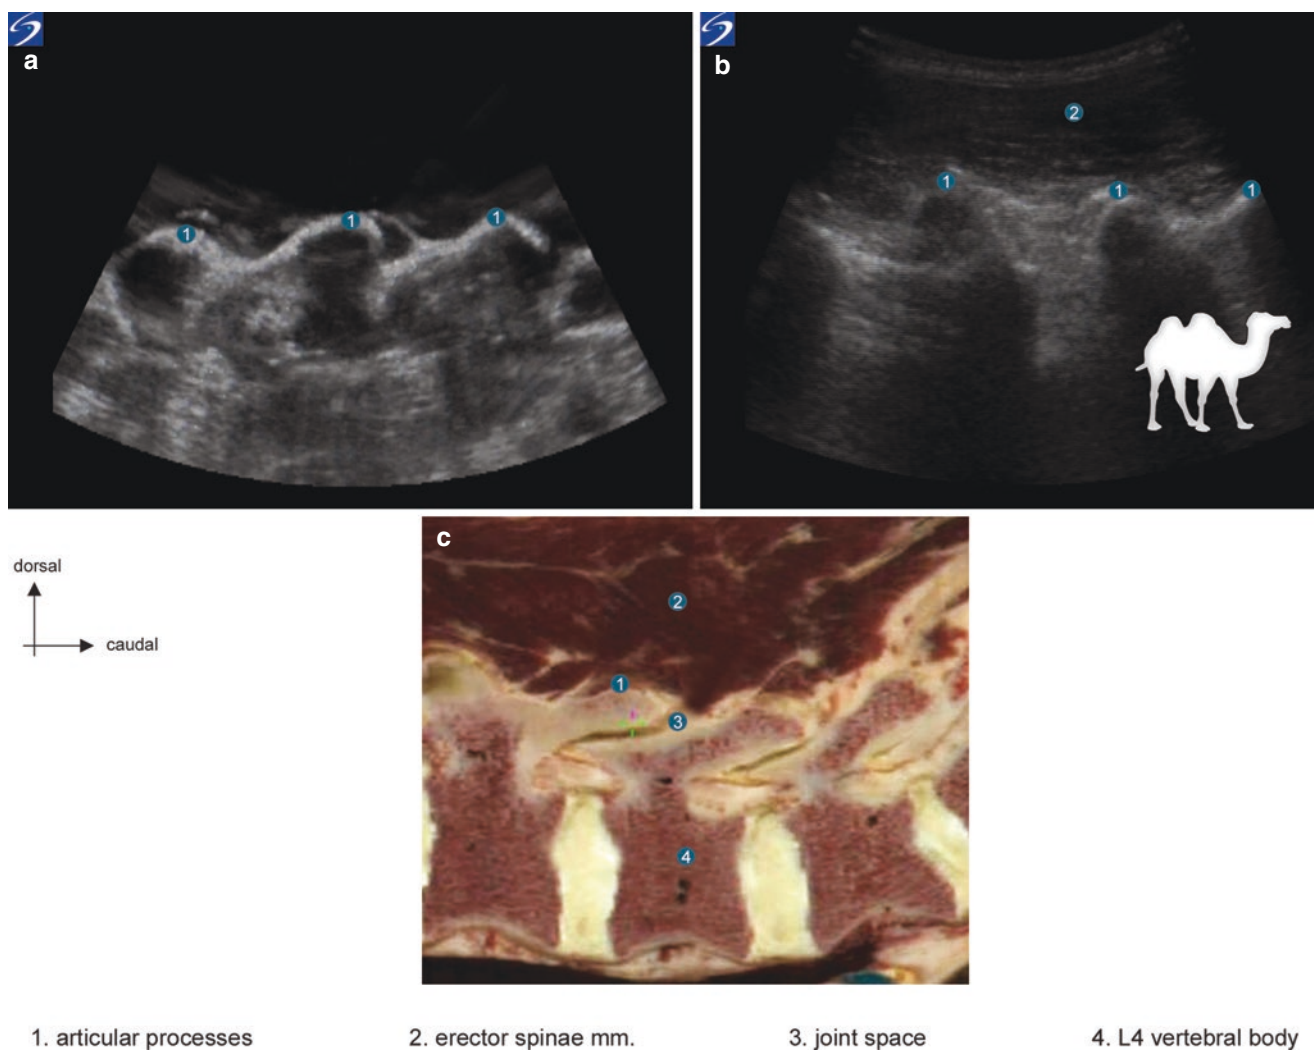 a
b
2
1
1
1
1
1
1
dorsal
caudal
c
2
1
3
4
1. articular processes 2. erector spinae mm. 3. joint space 4. L4 vertebral body